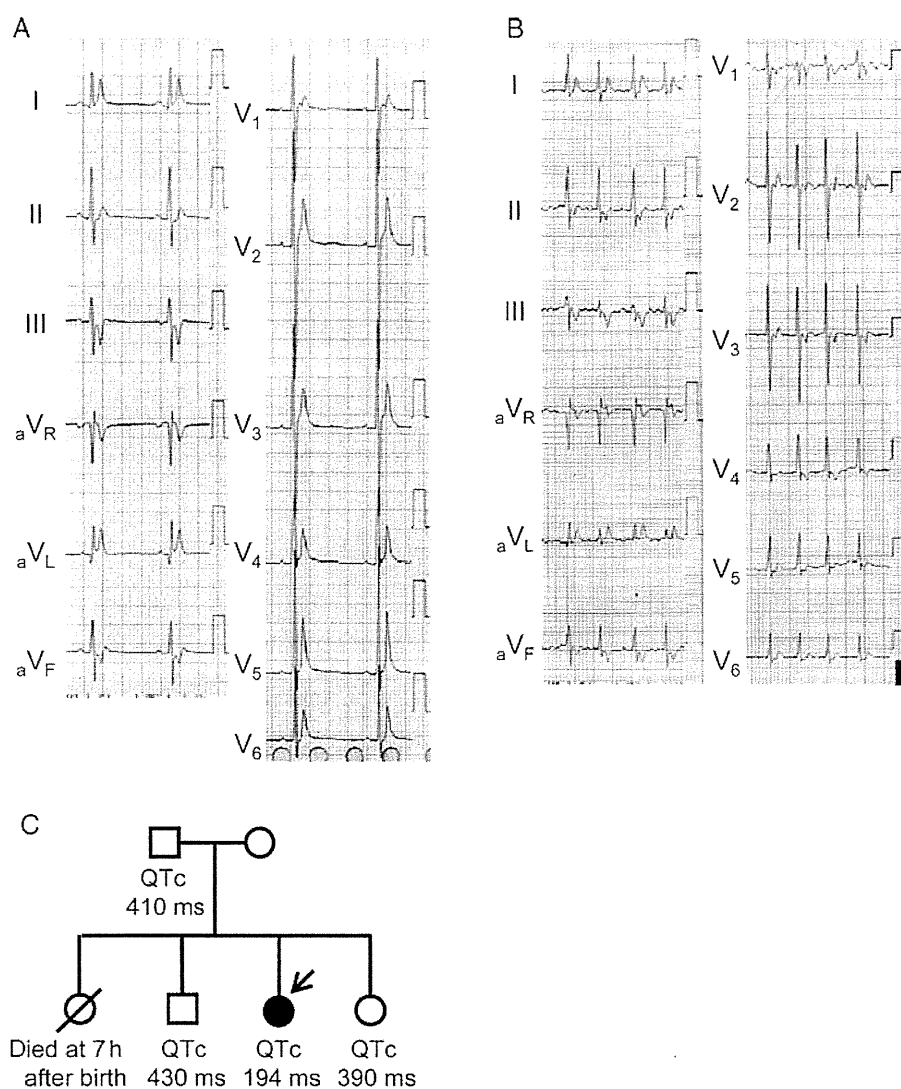 A
I
II
III
aVR
aVL
aVF
V1
V2
V3
V4
V5
V6
B
I
II
III
aVR
aVL
aVF
V1
V2
V3
V4
V5
V6
C
QTc
410 ms
Died at 7 h
after birth
QTc
430 ms
QTc
194 ms
QTc
390 ms